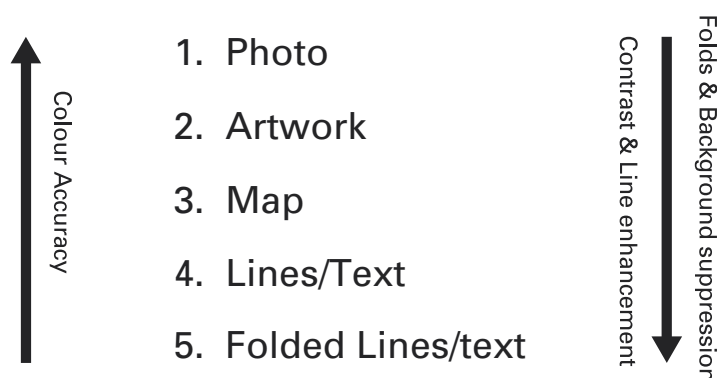 Colour Accuracy
1. Photo
2. Artwork
3. Map
4. Lines/Text
5. Folded Lines/text
Contrast & Line enhancement
Folds & Background suppression